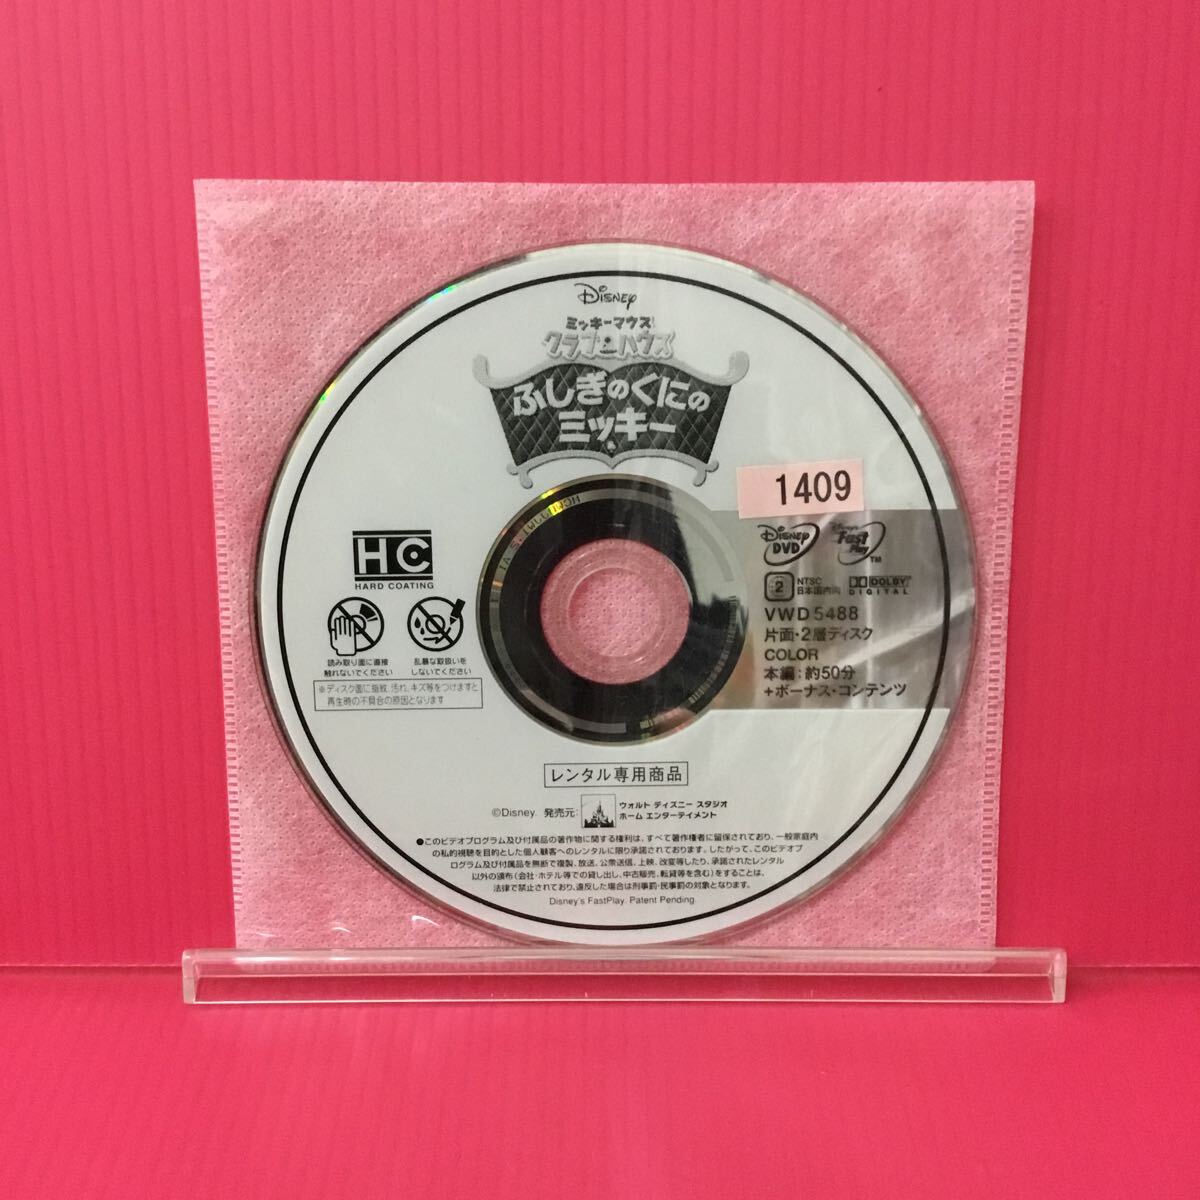 Disney
ミッキーマウス
クラブハウス
ふしぎのくにの
ミッキー
1409
HC
HARD COATING
読み取り面に直接
触れないでください
乱暴な取扱いを
しないでください
※ディスク面に指紋、汚れ、キズ等をつけますと
再生時の不具合の原因となります
Disney DVD
Disney's Fast Play TM
2 NTSC 日本国内向 DOLBY DIGITAL
VWD5488
片面・2層ディスク
COLOR
本編:約50分
+ボーナス・コンテンツ
レンタル専用商品
©Disney. 発売元: ウォルト ディズニー スタジオ
ホーム エンターテイメント
●このビデオプログラム及び付属品の著作物に関する権利は、すべて著作権者に留保されており、一般家庭内
の私的視聴を目的とした個人顧客へのレンタルに限り承諾されております。したがって、このビデオプ
ログラム及び付属品を無断で複製、放送、公衆送信、上映、改変等したり、承諾されたレンタル
以外の頒布(会社・ホテル等での貸し出し、中古販売、転貸等を含む)をすることは、
法律で禁止されており、違反した場合は刑事罰・民事罰の対象となります。
Disney's FastPlay. Patent Pending.